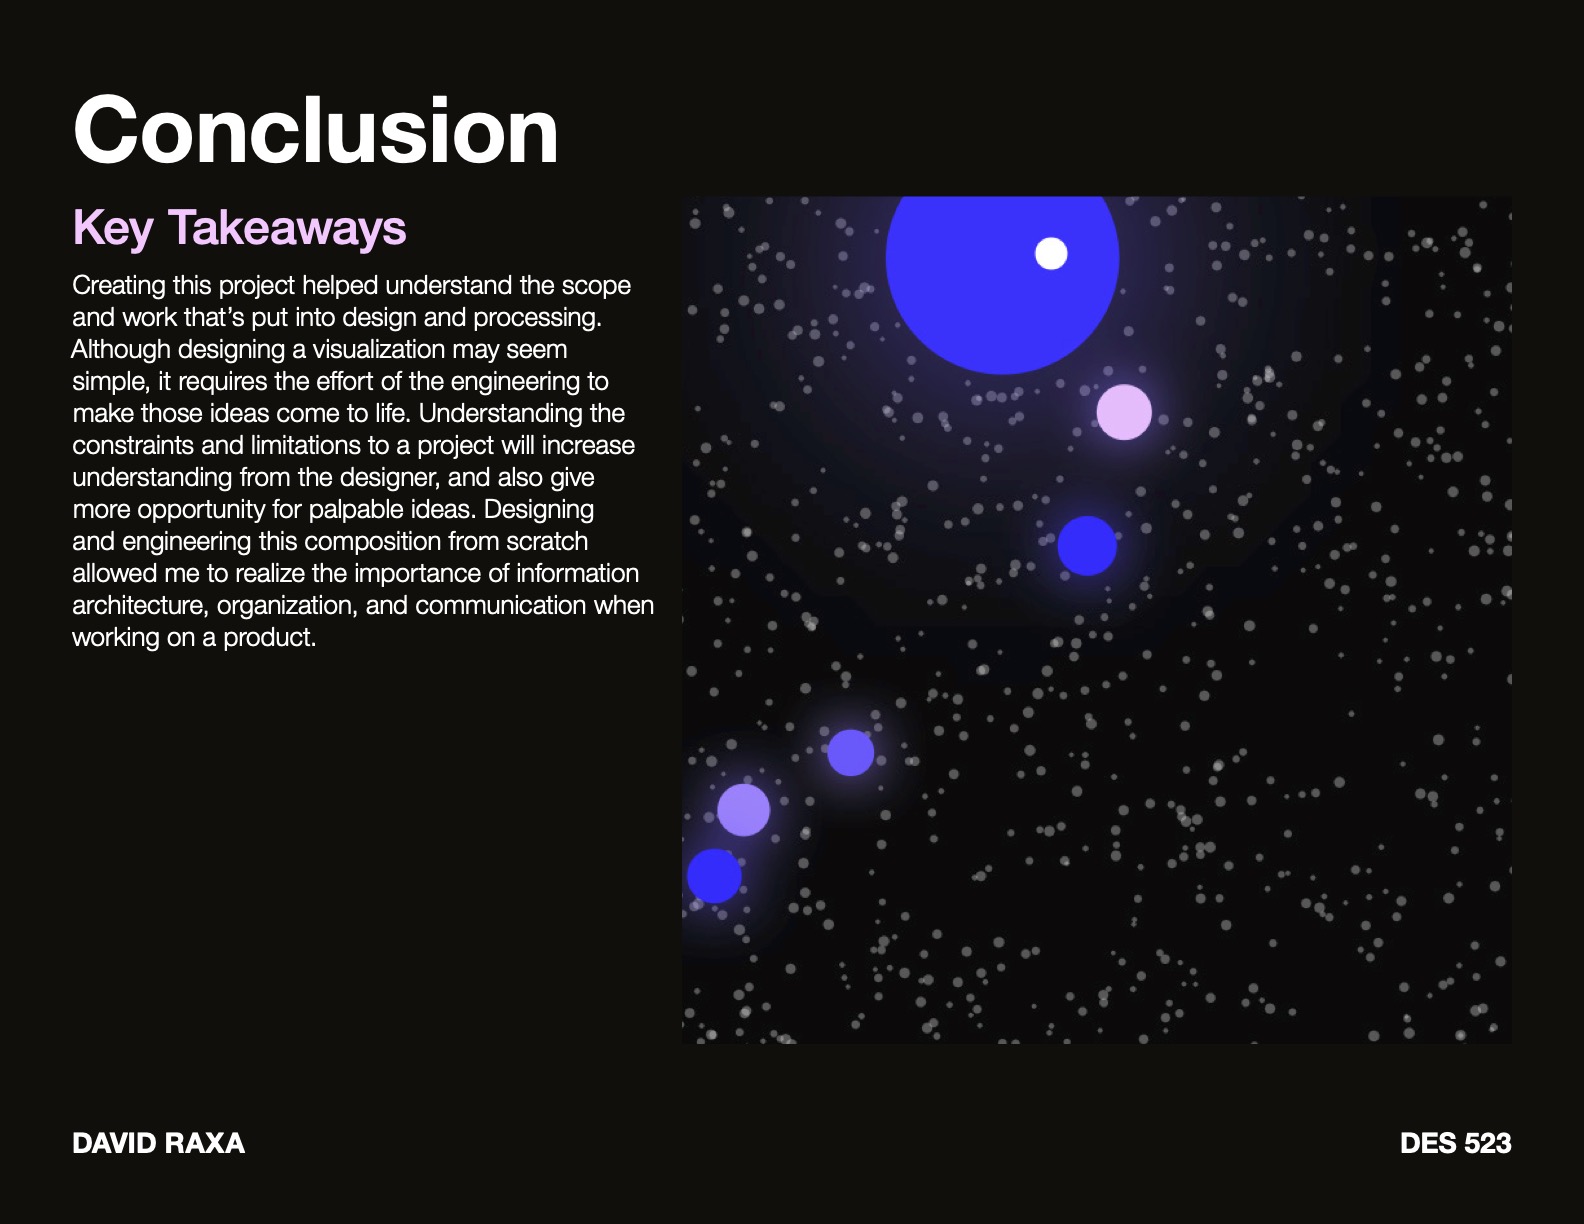 Conclusion
Key Takeaways
Creating this project helped understand the scope
and work that’s put into design and processing.
Although designing a visualization may seem
simple, it requires the effort of the engineering to
make those ideas come to life. Understanding the
constraints and limitations to a project will increase
understanding from the designer, and also give
more opportunity for palpable ideas. Designing
and engineering this composition from scratch
allowed me to realize the importance of information
architecture, organization, and communication when
working on a product.
DAVID RAXA
DES 523